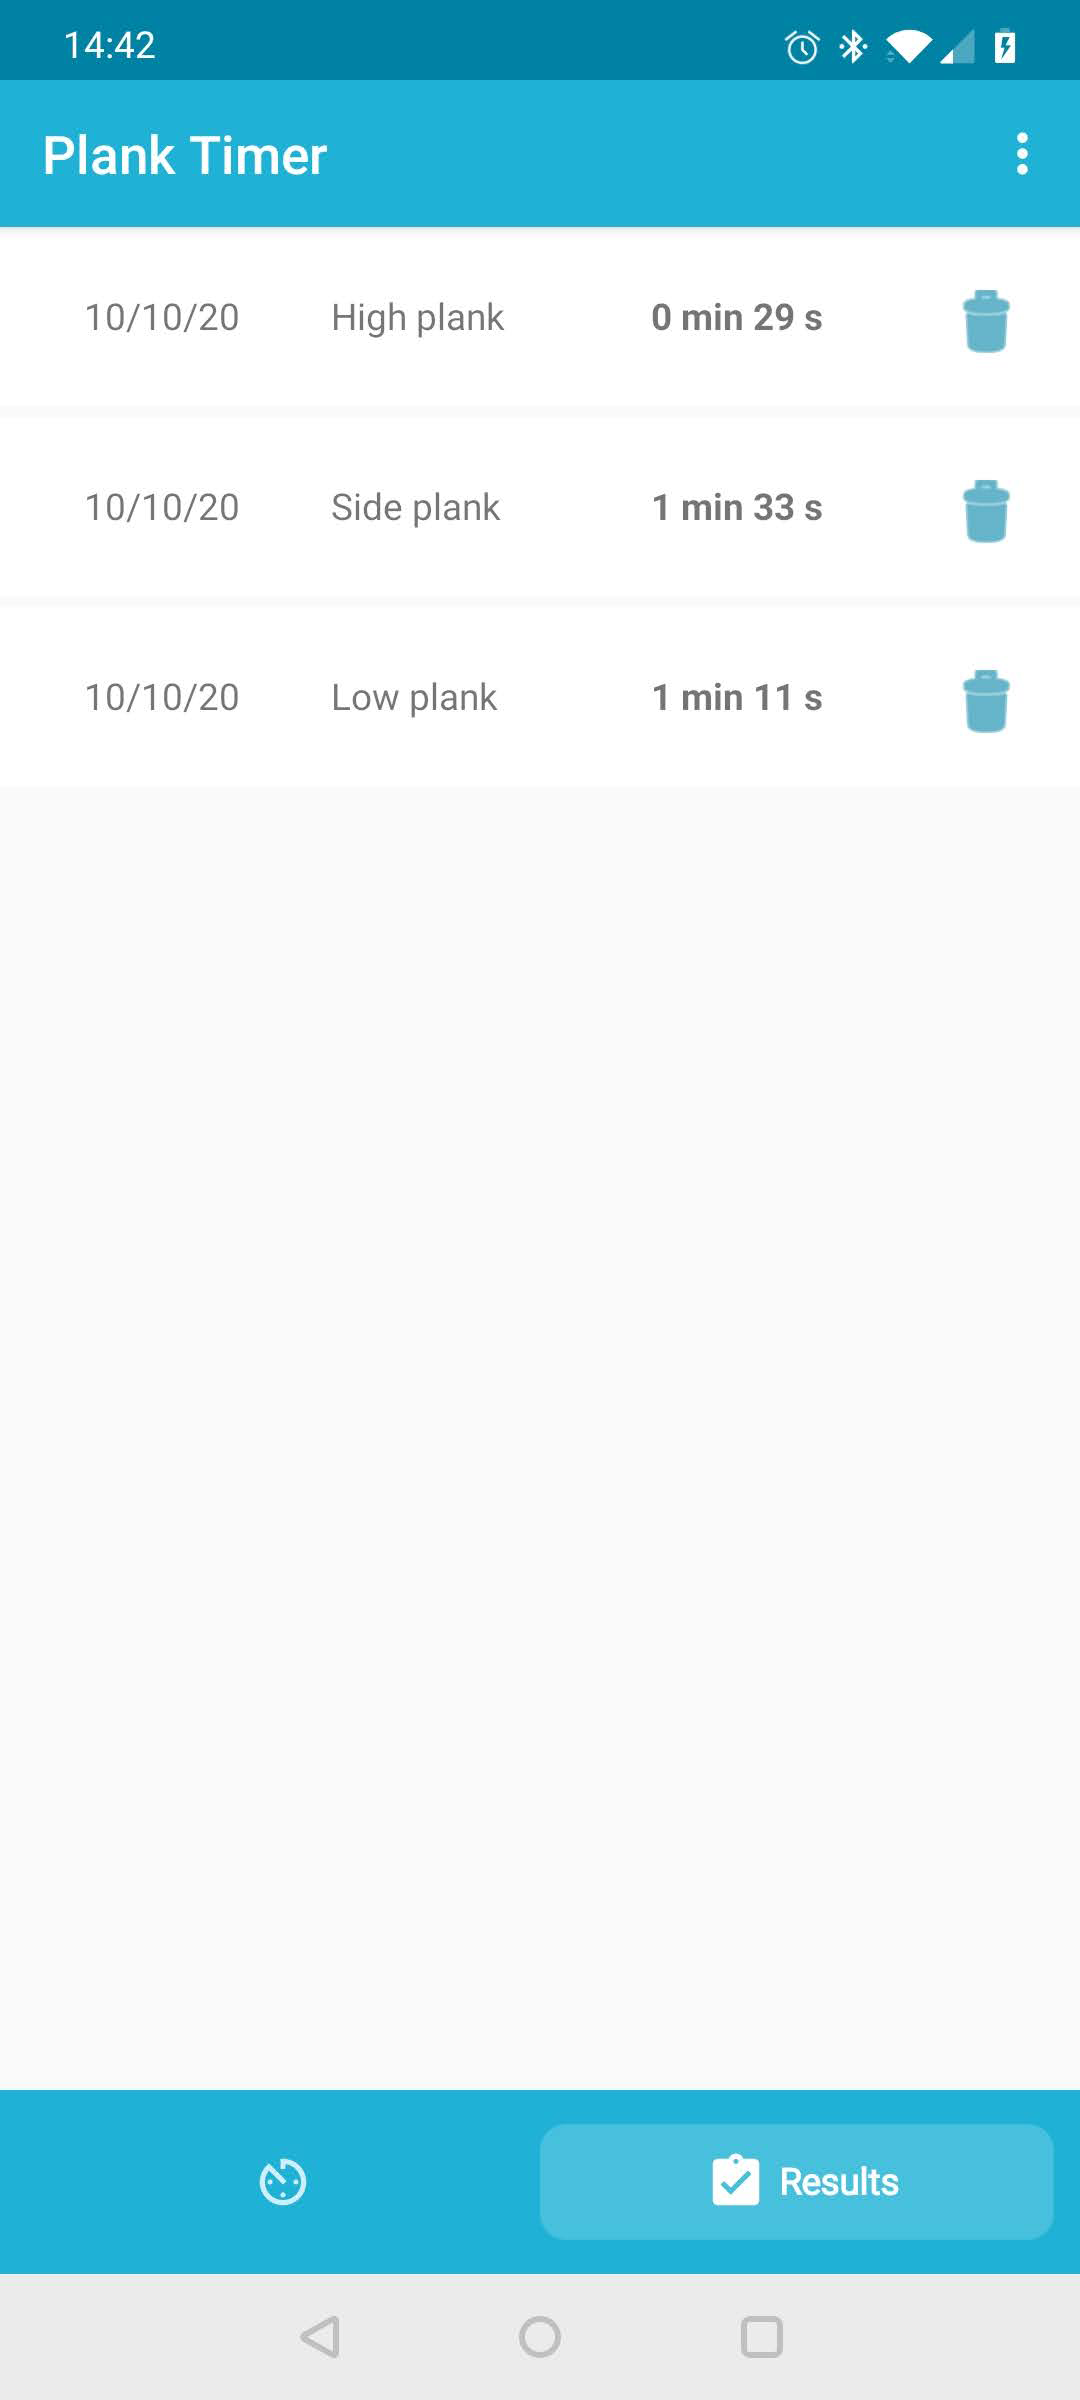 14:42
Plank Timer
10/10/20 High plank 0 min 29 s
10/10/20 Side plank 1 min 33 s
10/10/20 Low plank 1 min 11 s
Results